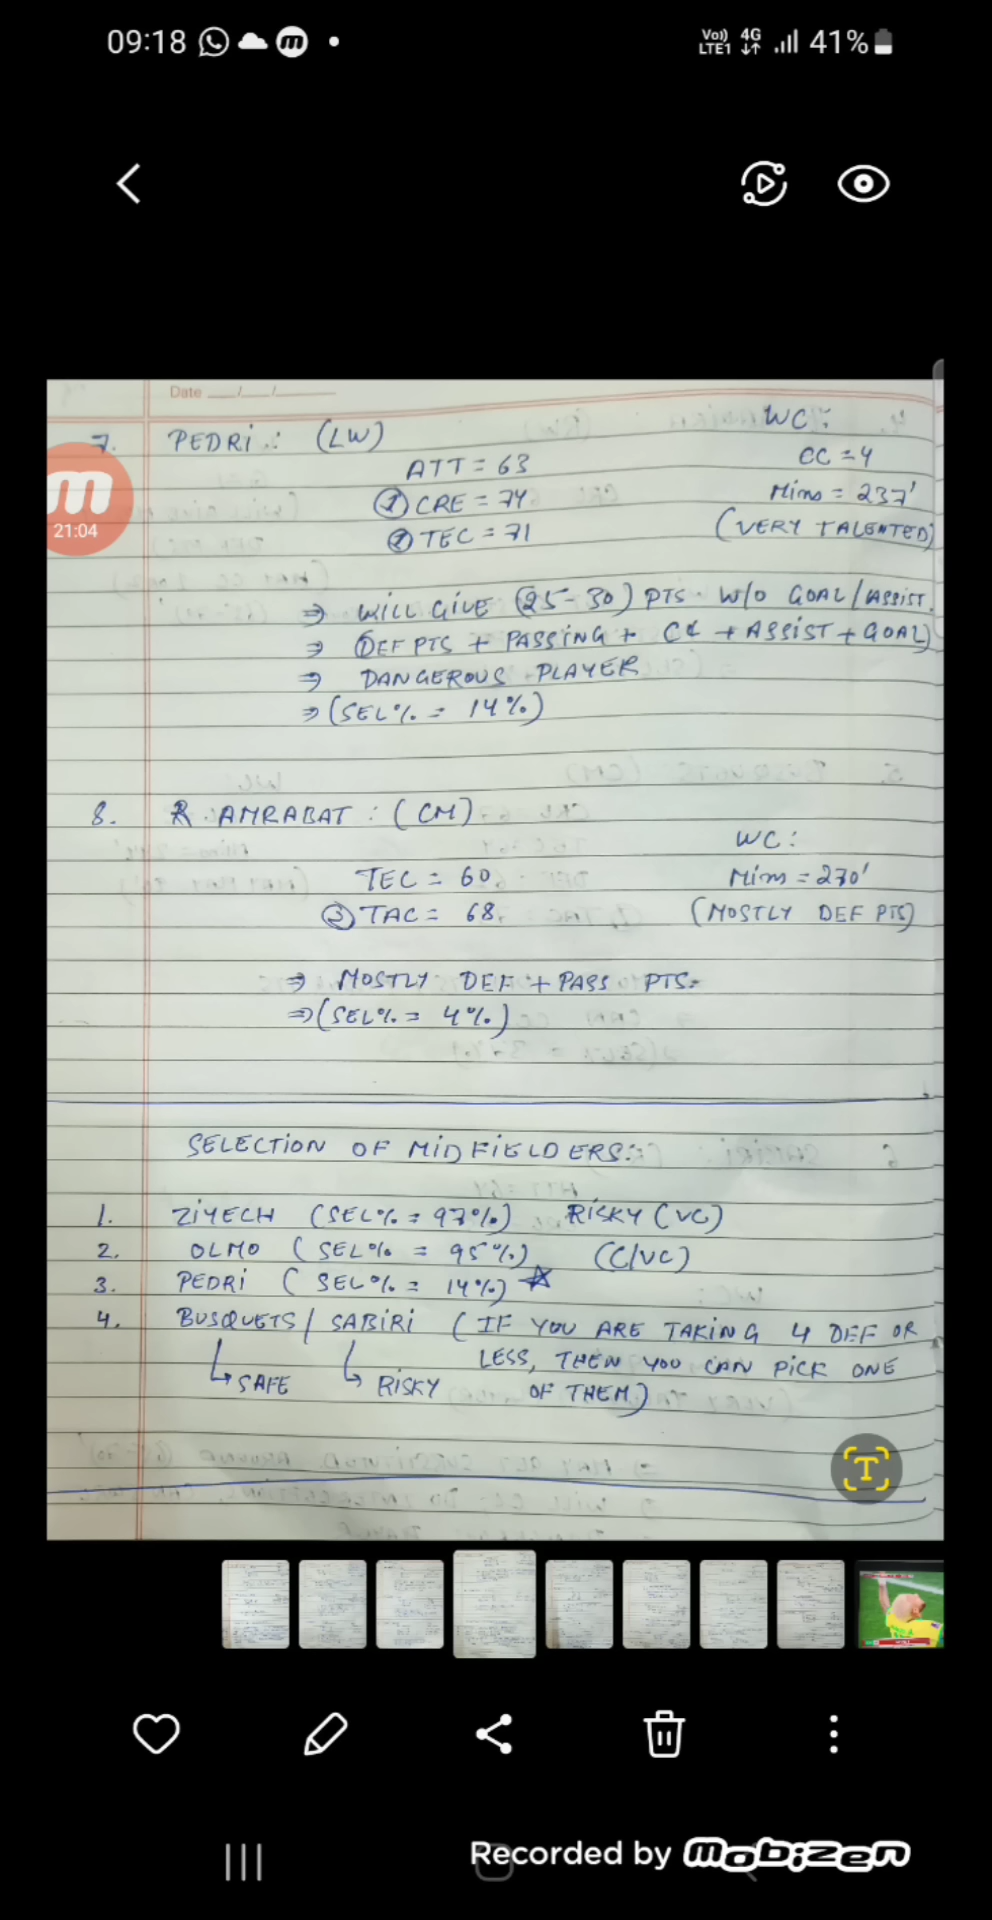 09:18
Vo)) 4G 41%
LTE1
Date
7. PEDRI : (LW) WC:
ATT = 63 CC = 4
① CRE = 74 Mins = 237'
② TEC = 71 (VERY TALENTED)
21:04
⇒ WILL GIVE (25-30) PTS. W/O GOAL/ASSIST.
⇒ DEF PTS + PASSING + CC + ASSIST + GOAL)
⇒ DANGEROUS PLAYER
⇒ (SEL% = 14%)
8. R. AMRABAT : (CM)
WC:
TEC = 60 Mins = 270'
③ TAC = 68 (MOSTLY DEF PTS)
⇒ MOSTLY DEF + PASS PTS.
⇒ (SEL% = 4%)
SELECTION OF MIDFIELDERS::
1. ZIYECH (SEL% = 97%) RISKY (VC)
2. OLMO (SEL% = 95%) (C/VC)
3. PEDRI (SEL% = 14%) ☆
4. BUSQUETS / SABIRI (IF YOU ARE TAKING 4 DEF OR
LESS, THEN YOU CAN PICK ONE
↳ SAFE ↳ RISKY OF THEM)
T
Recorded by mobizen